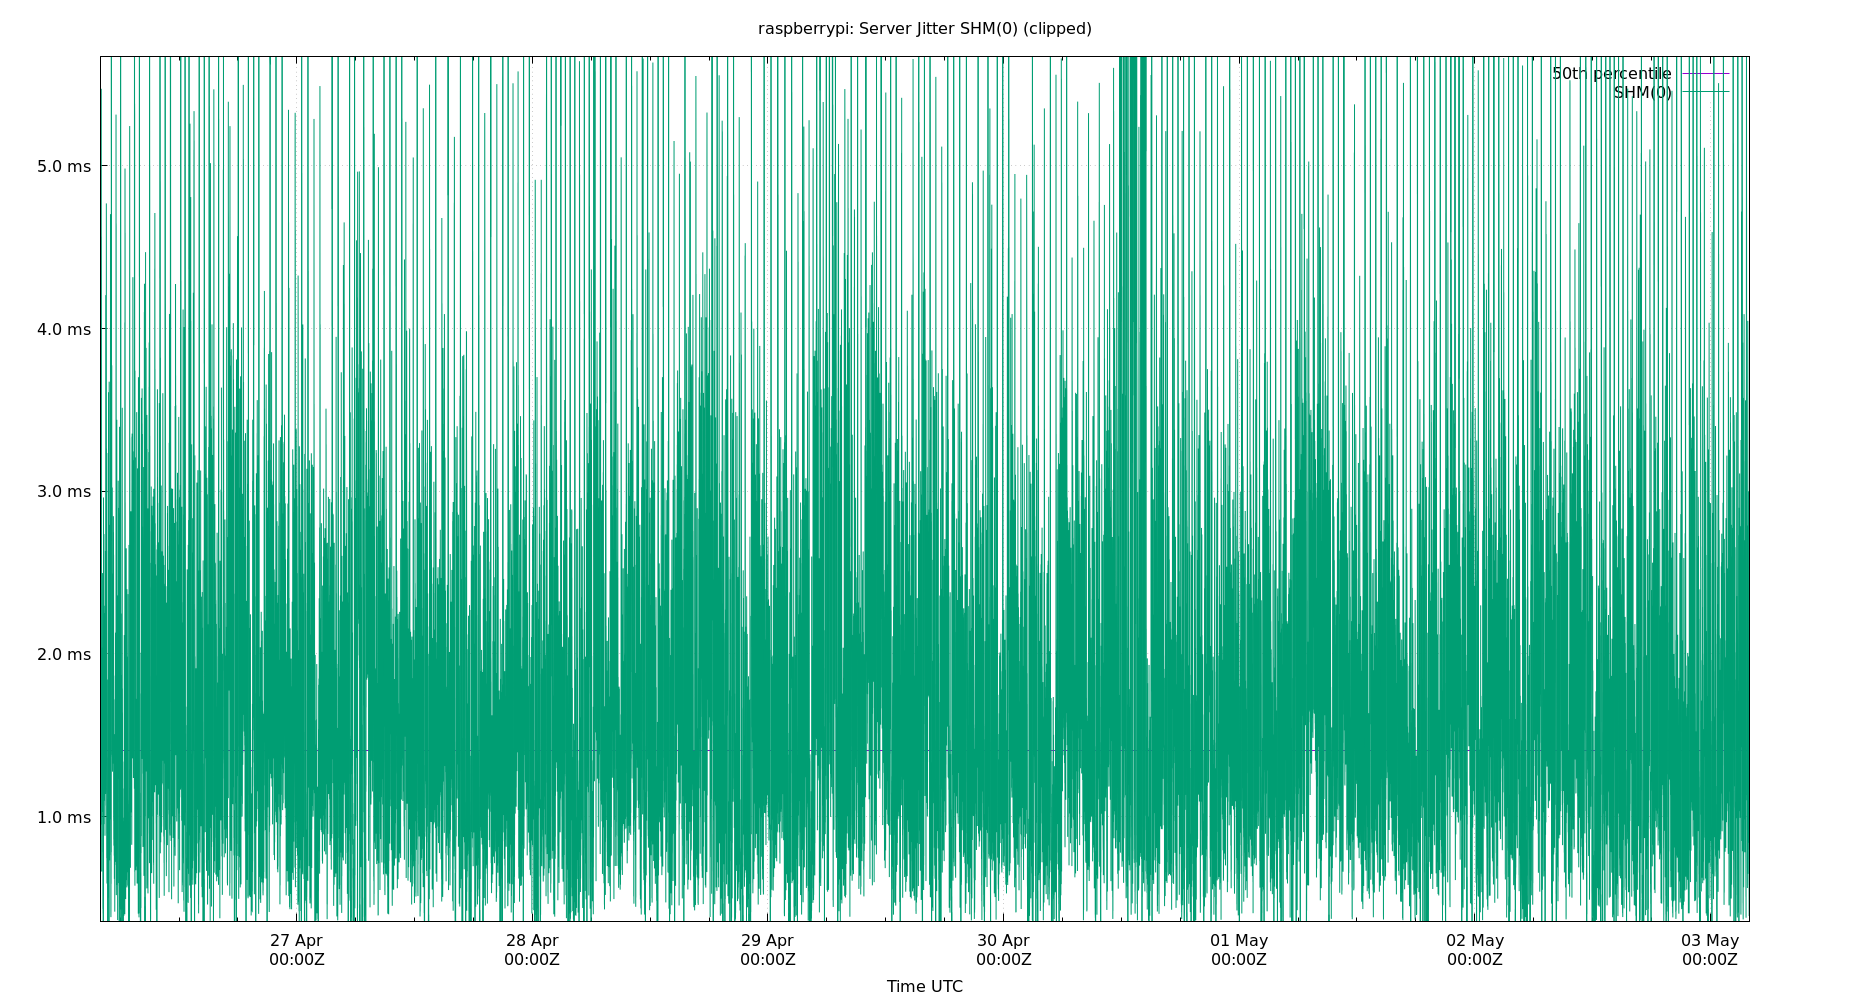 raspberrypi: Server Jitter SHM(0) (clipped)
50th percentile
SHM(0)
5.0 ms
4.0 ms
3.0 ms
2.0 ms
1.0 ms
27 Apr 28 Apr 29 Apr 30 Apr 01 May 02 May 03 May
00:00Z 00:00Z 00:00Z 00:00Z 00:00Z 00:00Z 00:00Z
Time UTC